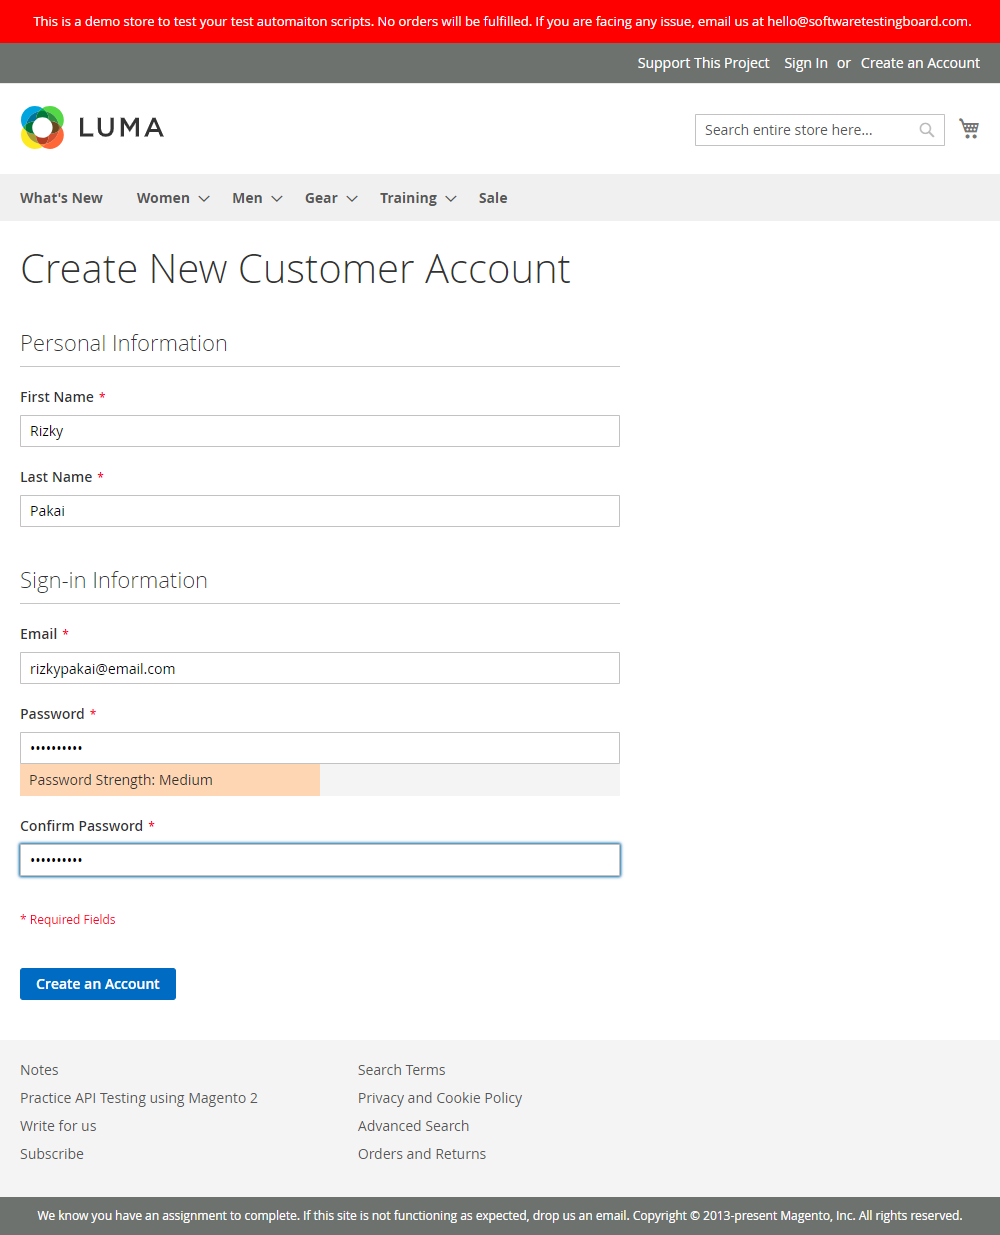 This is a demo store to test your test automaiton scripts. No orders will be fulfilled. If you are facing any issue, email us at hello@softwaretestingboard.com.
Support This Project Sign In or Create an Account
LUMA
Search entire store here...
What's New Women Men Gear Training Sale
Create New Customer Account
Personal Information
First Name *
Rizky
Last Name *
Pakai
Sign-in Information
Email *
rizkypakai@email.com
Password *
••••••••••
Password Strength: Medium
Confirm Password *
••••••••••
* Required Fields
Create an Account
Notes Search Terms
Practice API Testing using Magento 2 Privacy and Cookie Policy
Write for us Advanced Search
Subscribe Orders and Returns
We know you have an assignment to complete. If this site is not functioning as expected, drop us an email. Copyright © 2013-present Magento, Inc. All rights reserved.